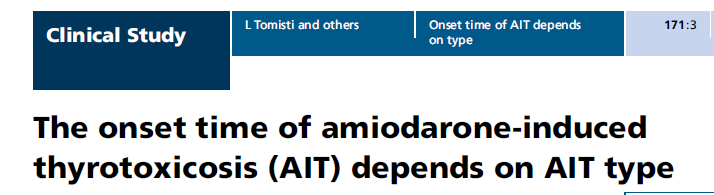 Clinical Study
L Tomisti and others
Onset time of AIT depends
on type
171:3
The onset time of amiodarone-induced
thyrotoxicosis (AIT) depends on AIT type